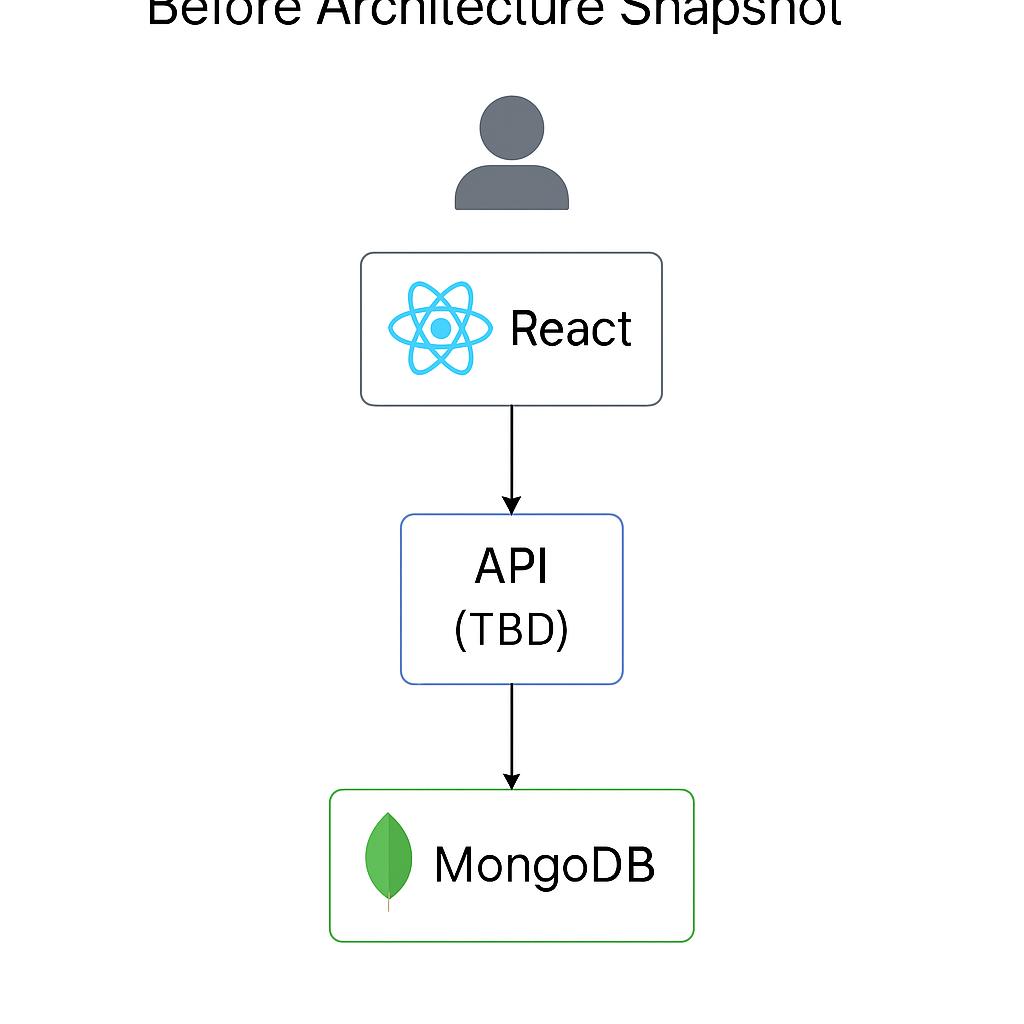 Before Architecture Snapshot
React
API
(TBD)
MongoDB